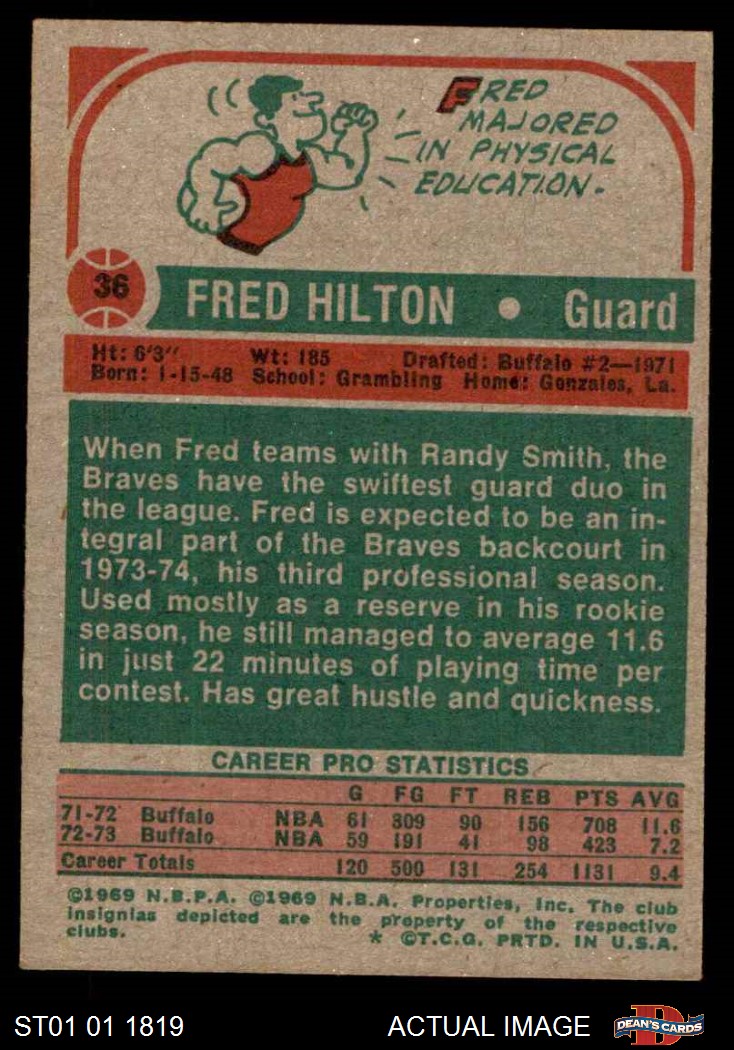 FRED
MAJORED
IN PHYSICAL
EDUCATION.
36
FRED HILTON • Guard
Ht: 6'3" Wt: 185 Drafted: Buffalo #2—1971
Born: 1-15-48 School: Grambling Home: Gonzales, La.
When Fred teams with Randy Smith, the
Braves have the swiftest guard duo in
the league. Fred is expected to be an in-
tegral part of the Braves backcourt in
1973-74, his third professional season.
Used mostly as a reserve in his rookie
season, he still managed to average 11.6
in just 22 minutes of playing time per
contest. Has great hustle and quickness.
CAREER PRO STATISTICS
G FG FT REB PTS AVG
71-72 Buffalo NBA 61 309 90 156 708 11.6
72-73 Buffalo NBA 59 191 41 98 423 7.2
Career Totals 120 500 131 254 1131 9.4
©1969 N.B.P.A. ©1969 N.B.A. Properties, Inc. The club
insignias depicted are the property of the respective
clubs. * ©T.C.G. PRTD. IN U.S.A.
ST01 01 1819 ACTUAL IMAGE D DEAN'S CARDS